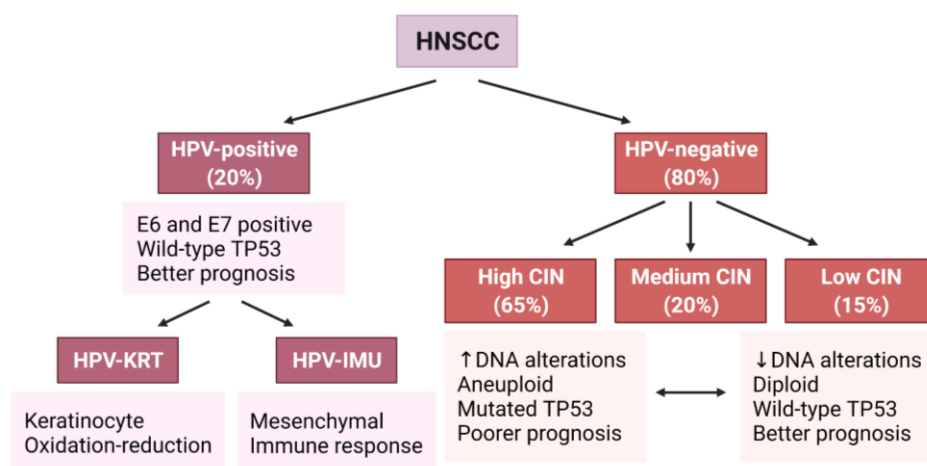 HNSCC
HPV-positive
(20%)
E6 and E7 positive
Wild-type TP53
Better prognosis
HPV-KRT
Keratinocyte
Oxidation-reduction
HPV-IMU
Mesenchymal
Immune response
HPV-negative
(80%)
High CIN
(65%)
↑DNA alterations
Aneuploid
Mutated TP53
Poorer prognosis
Medium CIN
(20%)
Low CIN
(15%)
↓DNA alterations
Diploid
Wild-type TP53
Better prognosis